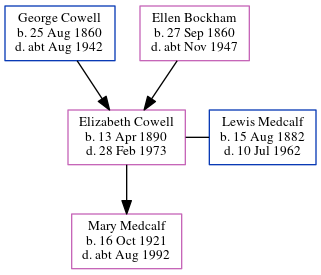 George Cowell
b. 25 Aug 1860
d. abt Aug 1942
Ellen Bockham
b. 27 Sep 1860
d. abt Nov 1947
Elizabeth Cowell
b. 13 Apr 1890
d. 28 Feb 1973
Lewis Medcalf
b. 15 Aug 1882
d. 10 Jul 1962
Mary Medcalf
b. 16 Oct 1921
d. abt Aug 1992